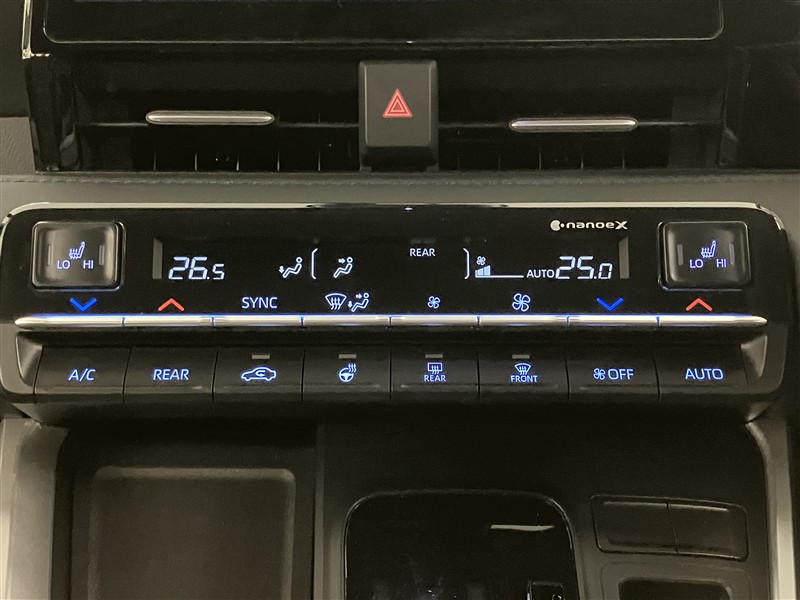 nanoeX
REAR
LO HI
26.5
AUTO 25.0
LO HI
SYNC
A/C
REAR
REAR
FRONT
OFF
AUTO